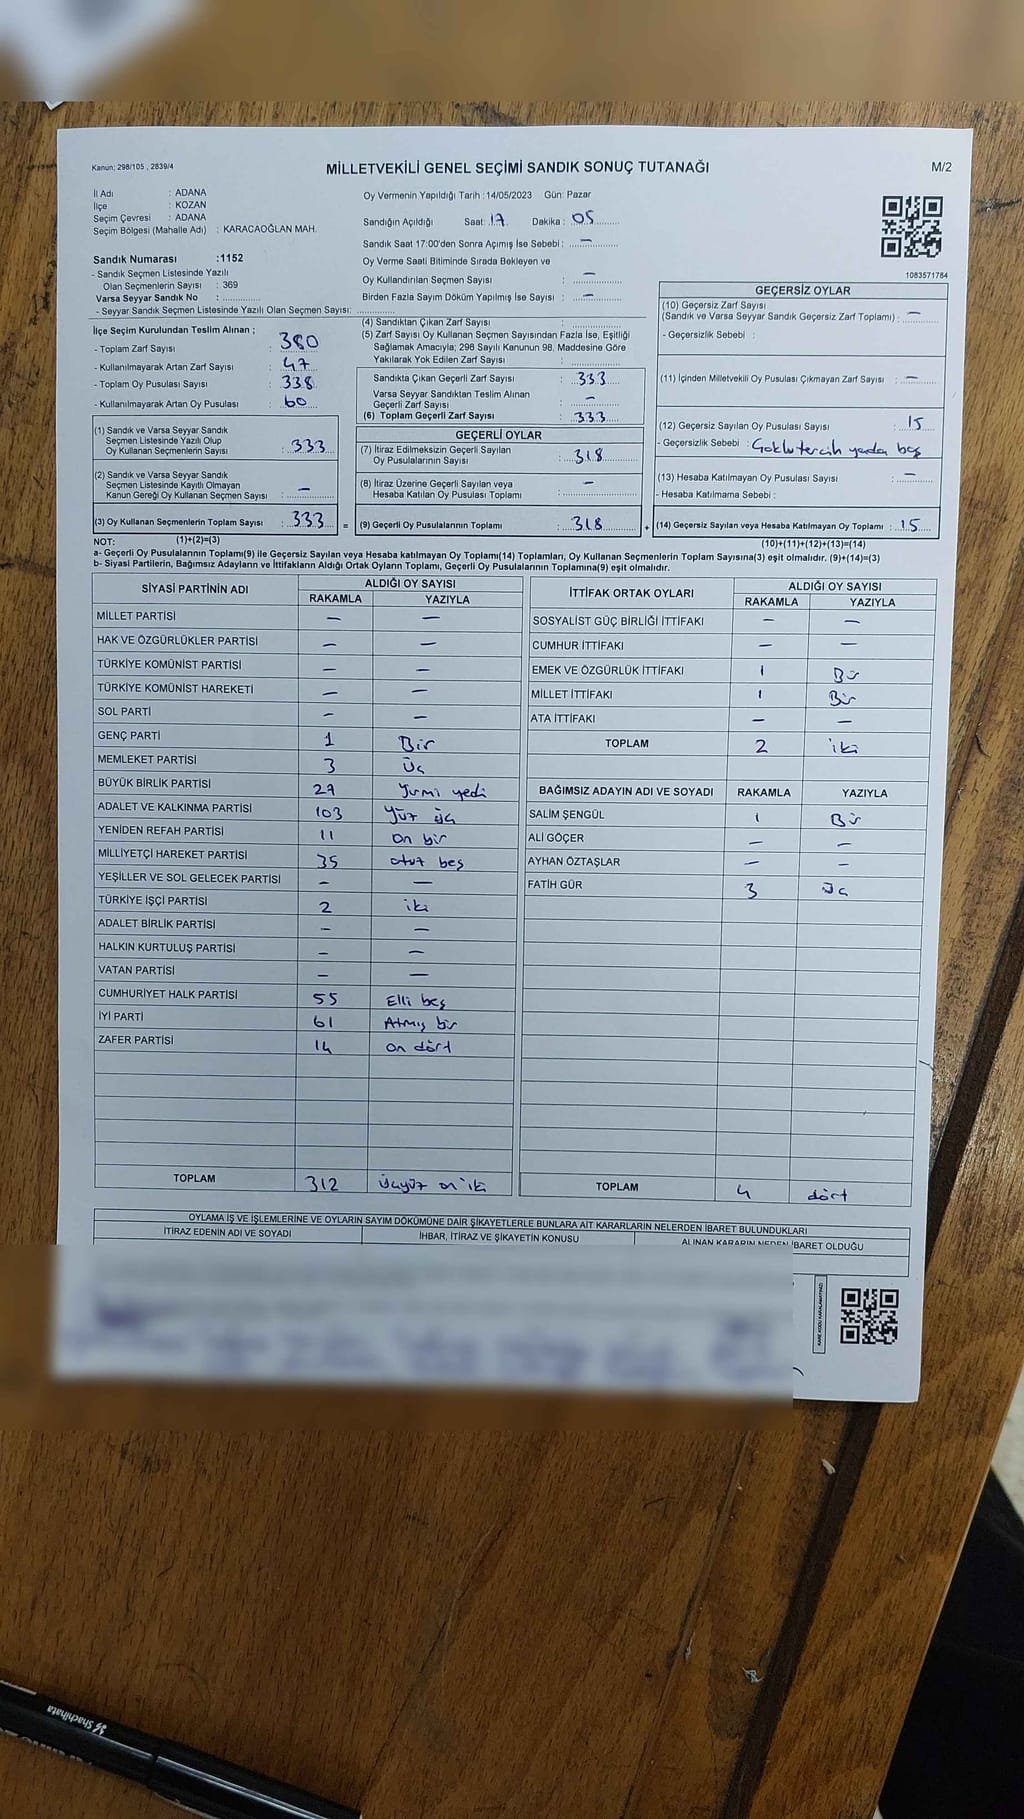 Kanun; 298/105 , 2839/4
MİLLETVEKİLİ GENEL SEÇİMİ SANDIK SONUÇ TUTANAĞI
M/2
İl Adı : ADANA
İlçe : KOZAN
Seçim Çevresi : ADANA
Seçim Bölgesi (Mahalle Adı) : KARACAOĞLAN MAH.
Sandık Numarası :1152
- Sandık Seçmen Listesinde Yazılı
Olan Seçmenlerin Sayısı : 369
Varsa Seyyar Sandık No :
- Seyyar Sandık Seçmen Listesinde Yazılı Olan Seçmen Sayısı:
Oy Vermenin Yapıldığı Tarih :14/05/2023 Gün: Pazar
Sandığın Açıldığı Saat: 17 Dakika : 05
Sandık Saat 17:00'den Sonra Açılmış İse Sebebi : —
Oy Verme Saati Bitiminde Sırada Bekleyen ve
Oy Kullandırılan Seçmen Sayısı : —
Birden Fazla Sayım Döküm Yapılmış İse Sayısı : —
1083571784
İlçe Seçim Kurulundan Teslim Alınan ;
- Toplam Zarf Sayısı : 380
- Kullanılmayarak Artan Zarf Sayısı : 47
- Toplam Oy Pusulası Sayısı : 338
- Kullanılmayarak Artan Oy Pusulası : 60
(1) Sandık ve Varsa Seyyar Sandık
Seçmen Listesinde Yazılı Olup
Oy Kullanan Seçmenlerin Sayısı : 333
(2) Sandık ve Varsa Seyyar Sandık
Seçmen Listesinde Kayıtlı Olmayan
Kanun Gereği Oy Kullanan Seçmen Sayısı : —
(3) Oy Kullanan Seçmenlerin Toplam Sayısı : 333 =
(1)+(2)=(3)
(4) Sandıktan Çıkan Zarf Sayısı :
(5) Zarf Sayısı Oy Kullanan Seçmen Sayısından Fazla İse, Eşitliği
Sağlamak Amacıyla; 298 Sayılı Kanunun 98. Maddesine Göre
Yakılarak Yok Edilen Zarf Sayısı :
Sandıkta Çıkan Geçerli Zarf Sayısı : 333
Varsa Seyyar Sandıktan Teslim Alınan
Geçerli Zarf Sayısı : —
(6) Toplam Geçerli Zarf Sayısı : 333
GEÇERLİ OYLAR
(7) İtiraz Edilmeksizin Geçerli Sayılan
Oy Pusulalarının Sayısı : 318
(8) İtiraz Üzerine Geçerli Sayılan veya
Hesaba Katılan Oy Pusulası Toplamı : —
(9) Geçerli Oy Pusulalarının Toplamı : 318 +
GEÇERSİZ OYLAR
(10) Geçersiz Zarf Sayısı
(Sandık ve Varsa Seyyar Sandık Geçersiz Zarf Toplamı) : —
- Geçersizlik Sebebi :
(11) İçinden Milletvekili Oy Pusulası Çıkmayan Zarf Sayısı : —
(12) Geçersiz Sayılan Oy Pusulası Sayısı : 15
- Geçersizlik Sebebi : Çoklu tercih yada boş
(13) Hesaba Katılmayan Oy Pusulası Sayısı : —
- Hesaba Katılmama Sebebi :
(14) Geçersiz Sayılan veya Hesaba Katılmayan Oy Toplamı : 15
(10)+(11)+(12)+(13)=(14)
NOT:
a- Geçerli Oy Pusulalarının Toplamı(9) ile Geçersiz Sayılan veya Hesaba katılmayan Oy Toplamı(14) Toplamları, Oy Kullanan Seçmenlerin Toplam Sayısına(3) eşit olmalıdır. (9)+(14)=(3)
b- Siyasi Partilerin, Bağımsız Adayların ve İttifakların Aldığı Ortak Oyların Toplamı, Geçerli Oy Pusulalarının Toplamına(9) eşit olmalıdır.
SİYASİ PARTİNİN ADI ALDIĞI OY SAYISI
RAKAMLA YAZIYLA
MİLLET PARTİSİ — —
HAK VE ÖZGÜRLÜKLER PARTİSİ — —
TÜRKİYE KOMÜNİST PARTİSİ — —
TÜRKİYE KOMÜNİST HAREKETİ — —
SOL PARTİ — —
GENÇ PARTİ 1 Bir
MEMLEKET PARTİSİ 3 Üç
BÜYÜK BİRLİK PARTİSİ 27 Yirmi yedi
ADALET VE KALKINMA PARTİSİ 103 Yüz üç
YENİDEN REFAH PARTİSİ 11 on bir
MİLLİYETÇİ HAREKET PARTİSİ 35 otuz beş
YEŞİLLER VE SOL GELECEK PARTİSİ — —
TÜRKİYE İŞÇİ PARTİSİ 2 iki
ADALET BİRLİK PARTİSİ — —
HALKIN KURTULUŞ PARTİSİ — —
VATAN PARTİSİ — —
CUMHURİYET HALK PARTİSİ 55 Elli beş
İYİ PARTİ 61 Atmış bir
ZAFER PARTİSİ 14 on dört
TOPLAM 312 üçyüz on iki
İTTİFAK ORTAK OYLARI ALDIĞI OY SAYISI
RAKAMLA YAZIYLA
SOSYALİST GÜÇ BİRLİĞİ İTTİFAKI — —
CUMHUR İTTİFAKI — —
EMEK VE ÖZGÜRLÜK İTTİFAKI 1 Bir
MİLLET İTTİFAKI 1 Bir
ATA İTTİFAKI — —
TOPLAM 2 iki
BAĞIMSIZ ADAYIN ADI VE SOYADI RAKAMLA YAZIYLA
SALİM ŞENGÜL 1 Bir
ALİ GÖÇER — —
AYHAN ÖZTAŞLAR — —
FATİH GÜR 3 üç
TOPLAM 4 dört
OYLAMA İŞ VE İŞLEMLERİNE VE OYLARIN SAYIM DÖKÜMÜNE DAİR ŞİKAYETLERLE BUNLARA AİT KARARLARIN NELERDEN İBARET BULUNDUKLARI
İTİRAZ EDENİN ADI VE SOYADI İHBAR, İTİRAZ VE ŞİKAYETİN KONUSU ALINAN KARARIN NEDEN İBARET OLDUĞU
KARE KODU KARALAMAYINIZ!
Shachihata